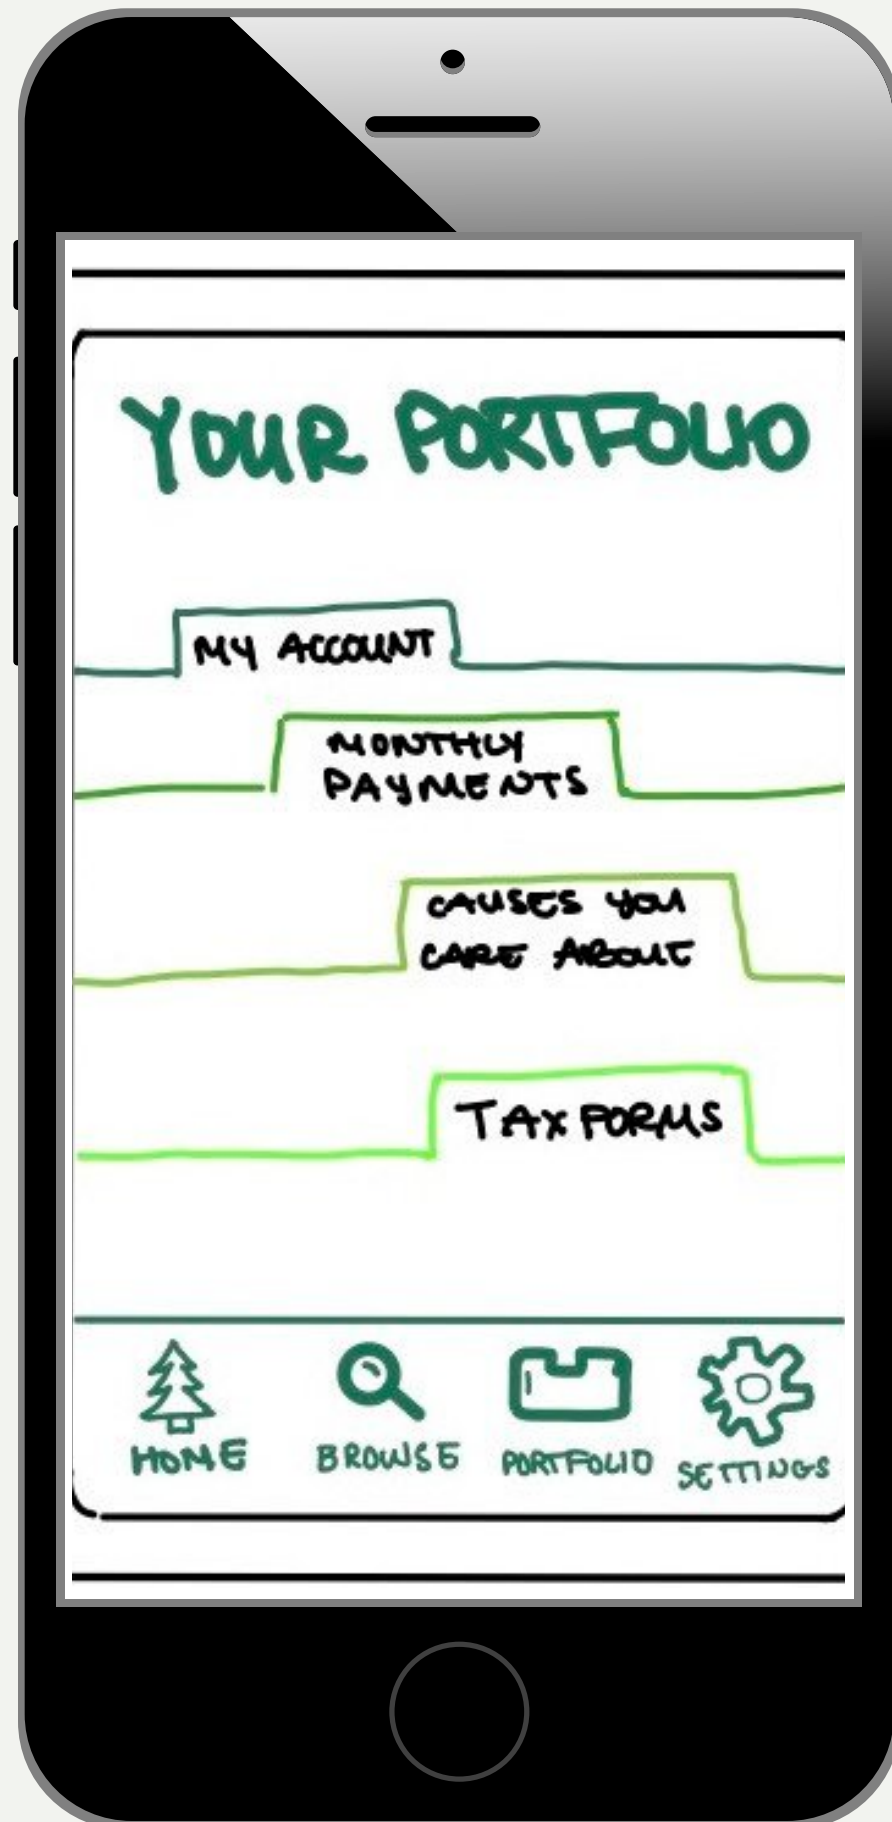 YOUR PORTFOLIO
MY ACCOUNT
MONTHLY
PAYMENTS
CAUSES YOU
CARE ABOUT
TAX FORMS
HOME BROWSE PORTFOLIO SETTINGS